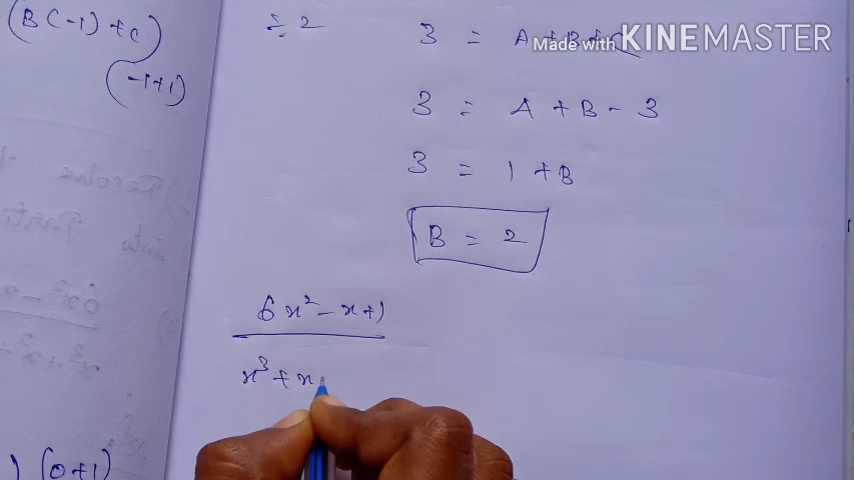 B(-1)+C)
(-1+1)
÷2
3 = A+B+C
Made with KINEMASTER
3 = A + B - 3
3 = 1 + B
B = 2
6x² - x+1
x³ + x
) (0+1)